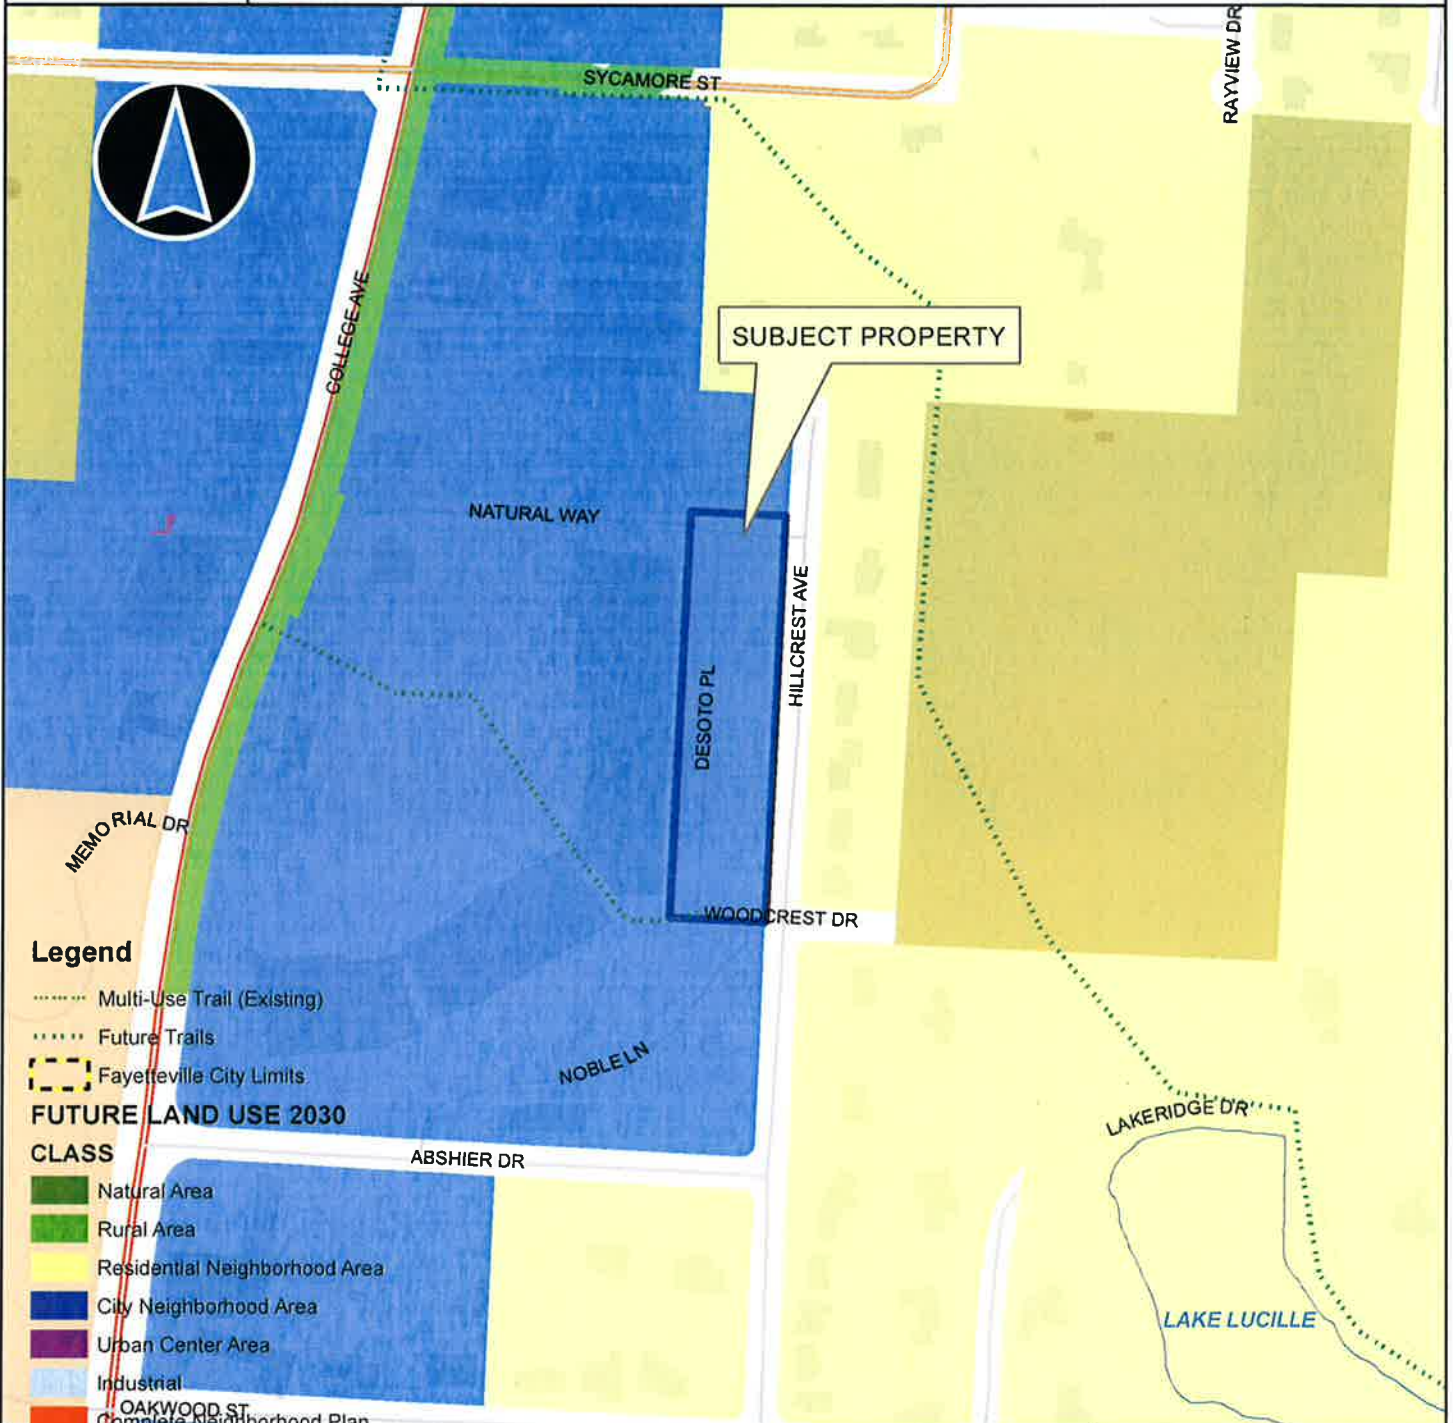 RAYVIEW DR
SYCAMORE ST
COLLEGE AVE
SUBJECT PROPERTY
NATURAL WAY
HILLCREST AVE
DESOTO PL
MEMORIAL DR
WOODCREST DR
Legend
Multi-Use Trail (Existing)
Future Trails
Fayetteville City Limits
NOBLE LN
FUTURE LAND USE 2030
CLASS
LAKERIDGE DR
ABSHIER DR
Natural Area
Rural Area
Residential Neighborhood Area
City Neighborhood Area
LAKE LUCILLE
Urban Center Area
Industrial
OAKWOOD ST
Complete Neighborhood Plan